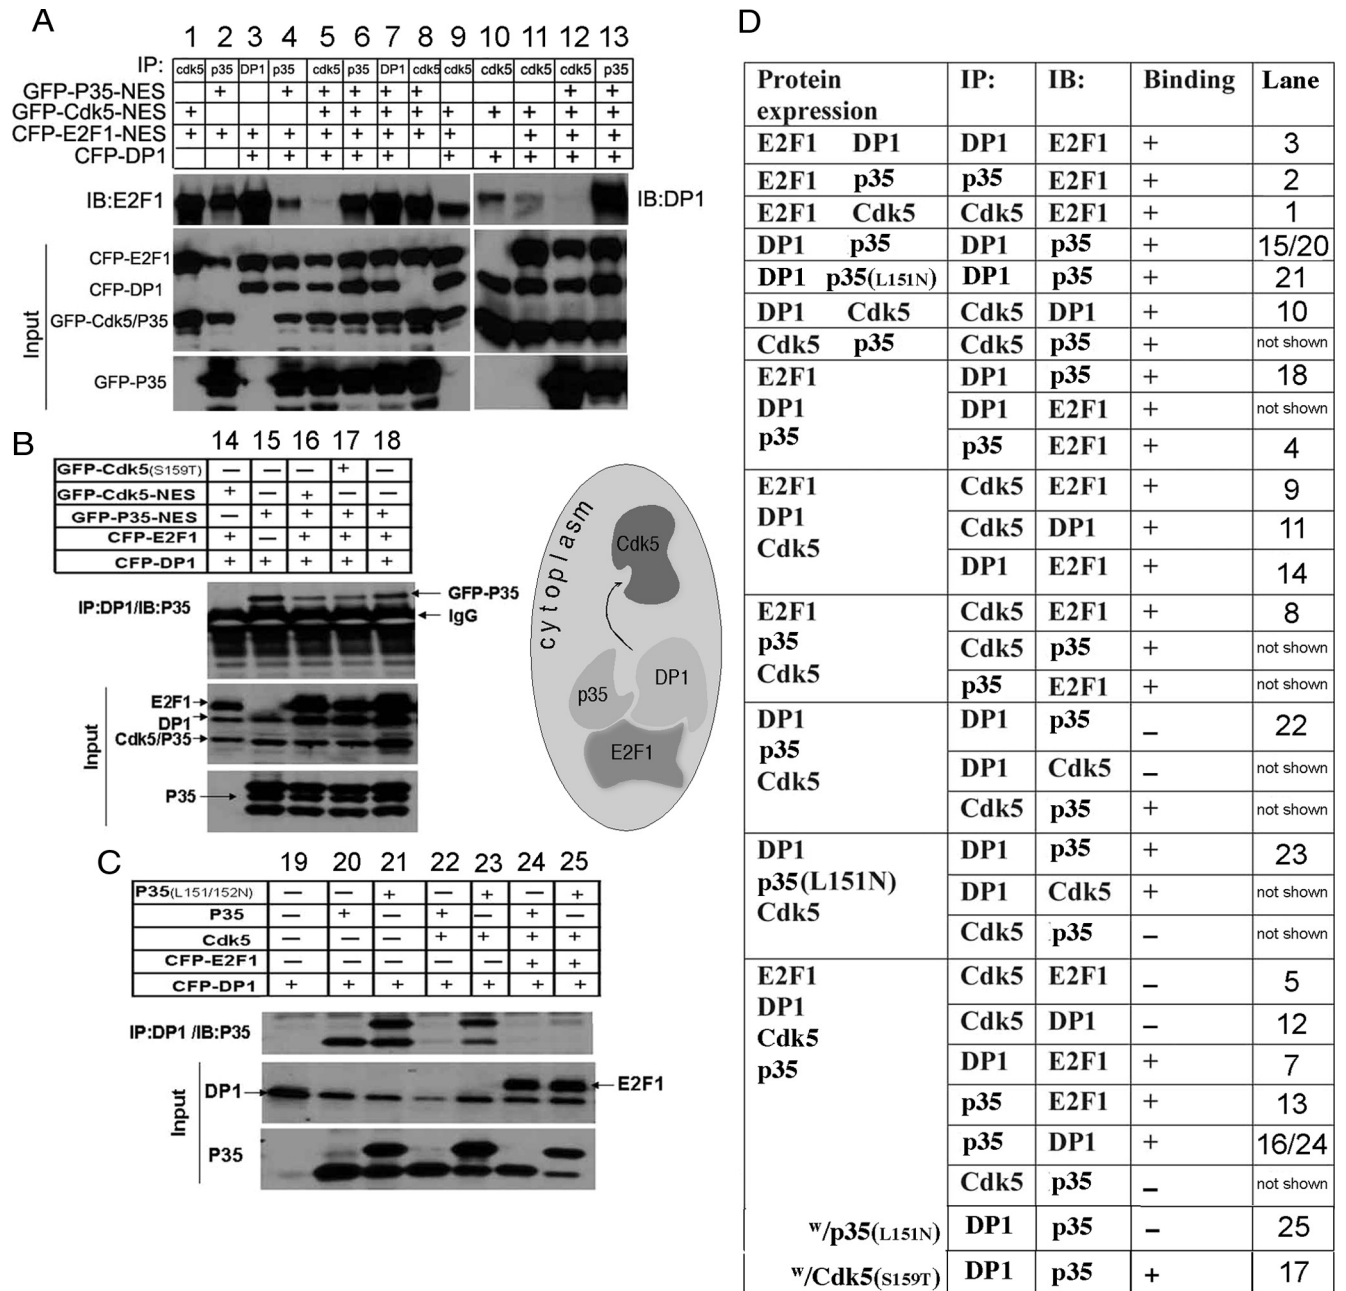 A
1 2 3 4 5 6 7 8 9 10 11 12 13
IP: cdk5 p35 DP1 p35 cdk5 p35 DP1 cdk5 cdk5 cdk5 cdk5 cdk5 p35
GFP-P35-NES + + + + + + + +
GFP-Cdk5-NES + + + + + + + + + +
CFP-E2F1-NES + + + + + + + + + + + +
CFP-DP1 + + + + + + + + + +
IB:E2F1
IB:DP1
CFP-E2F1
CFP-DP1
GFP-Cdk5/P35
GFP-P35
Input
B
14 15 16 17 18
GFP-Cdk5(S159T) — — — + —
GFP-Cdk5-NES + — + — —
GFP-P35-NES — + + + +
CFP-E2F1 + — + + +
CFP-DP1 + + + + +
IP:DP1/IB:P35
GFP-P35
IgG
E2F1
DP1
Cdk5/P35
P35
Input
cytoplasm
Cdk5
p35
DP1
E2F1
C
19 20 21 22 23 24 25
P35(L151/152N) — — + — + — +
P35 — + — + — + —
Cdk5 — — — + + + +
CFP-E2F1 — — — — — + +
CFP-DP1 + + + + + + +
IP:DP1 /IB:P35
DP1
E2F1
P35
Input
D
Protein expression IP: IB: Binding Lane
E2F1 DP1 DP1 E2F1 + 3
E2F1 p35 p35 E2F1 + 2
E2F1 Cdk5 Cdk5 E2F1 + 1
DP1 p35 DP1 p35 + 15/20
DP1 p35(L151N) DP1 p35 + 21
DP1 Cdk5 Cdk5 DP1 + 10
Cdk5 p35 Cdk5 p35 + not shown
E2F1 DP1 p35 + 18
DP1 DP1 E2F1 + not shown
p35 p35 E2F1 + 4
E2F1 Cdk5 E2F1 + 9
DP1 Cdk5 DP1 + 11
Cdk5 DP1 E2F1 + 14
E2F1 Cdk5 E2F1 + 8
p35 Cdk5 p35 + not shown
Cdk5 p35 E2F1 + not shown
DP1 DP1 p35 – 22
p35 DP1 Cdk5 – not shown
Cdk5 Cdk5 p35 + not shown
DP1 DP1 p35 + 23
p35(L151N) DP1 Cdk5 + not shown
Cdk5 Cdk5 p35 – not shown
E2F1 Cdk5 E2F1 – 5
DP1 Cdk5 DP1 – 12
Cdk5 DP1 E2F1 + 7
p35 p35 E2F1 + 13
p35 DP1 + 16/24
Cdk5 p35 – not shown
w/p35(L151N) DP1 p35 – 25
w/Cdk5(S159T) DP1 p35 + 17